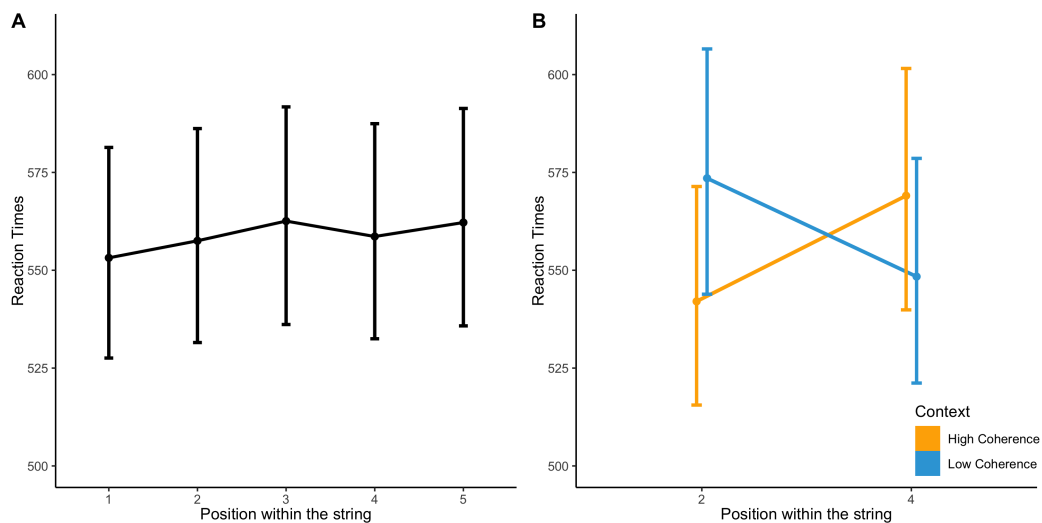 A
600
575
550
525
500
Reaction Times
1 2 3 4 5
Position within the string
B
600
575
550
525
500
Reaction Times
2 4
Position within the string
Context
High Coherence
Low Coherence